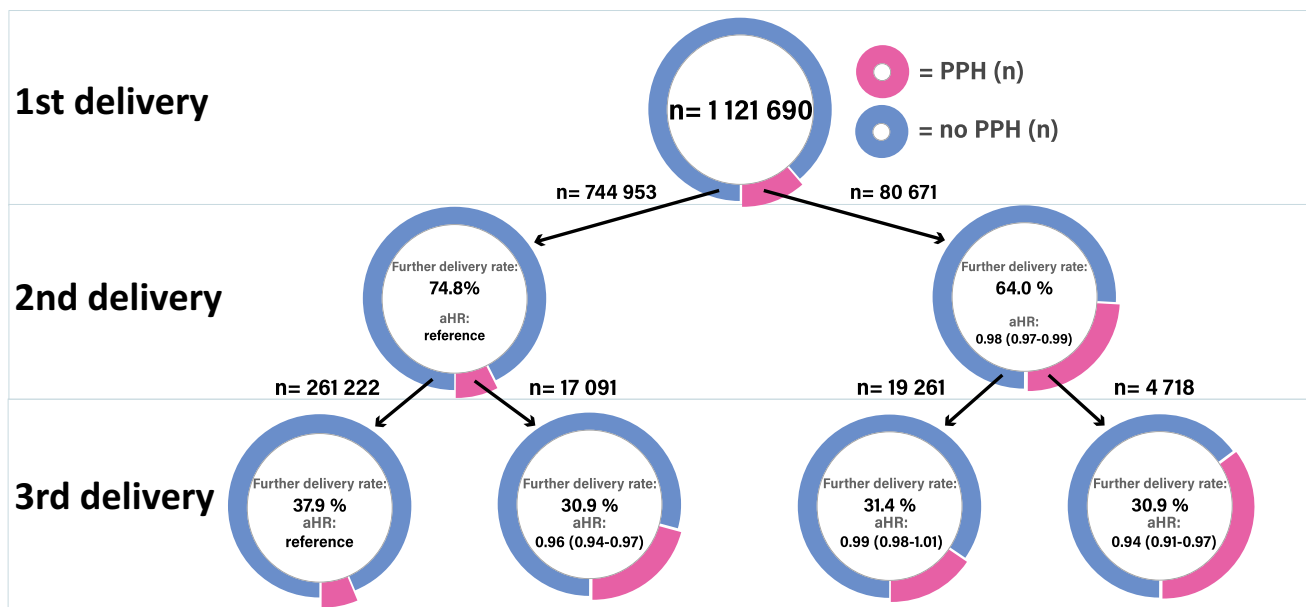 1st delivery
n= 1 121 690
= PPH (n)
= no PPH (n)
n= 744 953
n= 80 671
2nd delivery
Further delivery rate:
74.8%
aHR:
reference
Further delivery rate:
64.0 %
aHR:
0.98 (0.97-0.99)
n= 261 222
n= 17 091
n= 19 261
n= 4 718
3rd delivery
Further delivery rate:
37.9 %
aHR:
reference
Further delivery rate:
30.9 %
aHR:
0.96 (0.94-0.97)
Further delivery rate:
31.4 %
aHR:
0.99 (0.98-1.01)
Further delivery rate:
30.9 %
aHR:
0.94 (0.91-0.97)